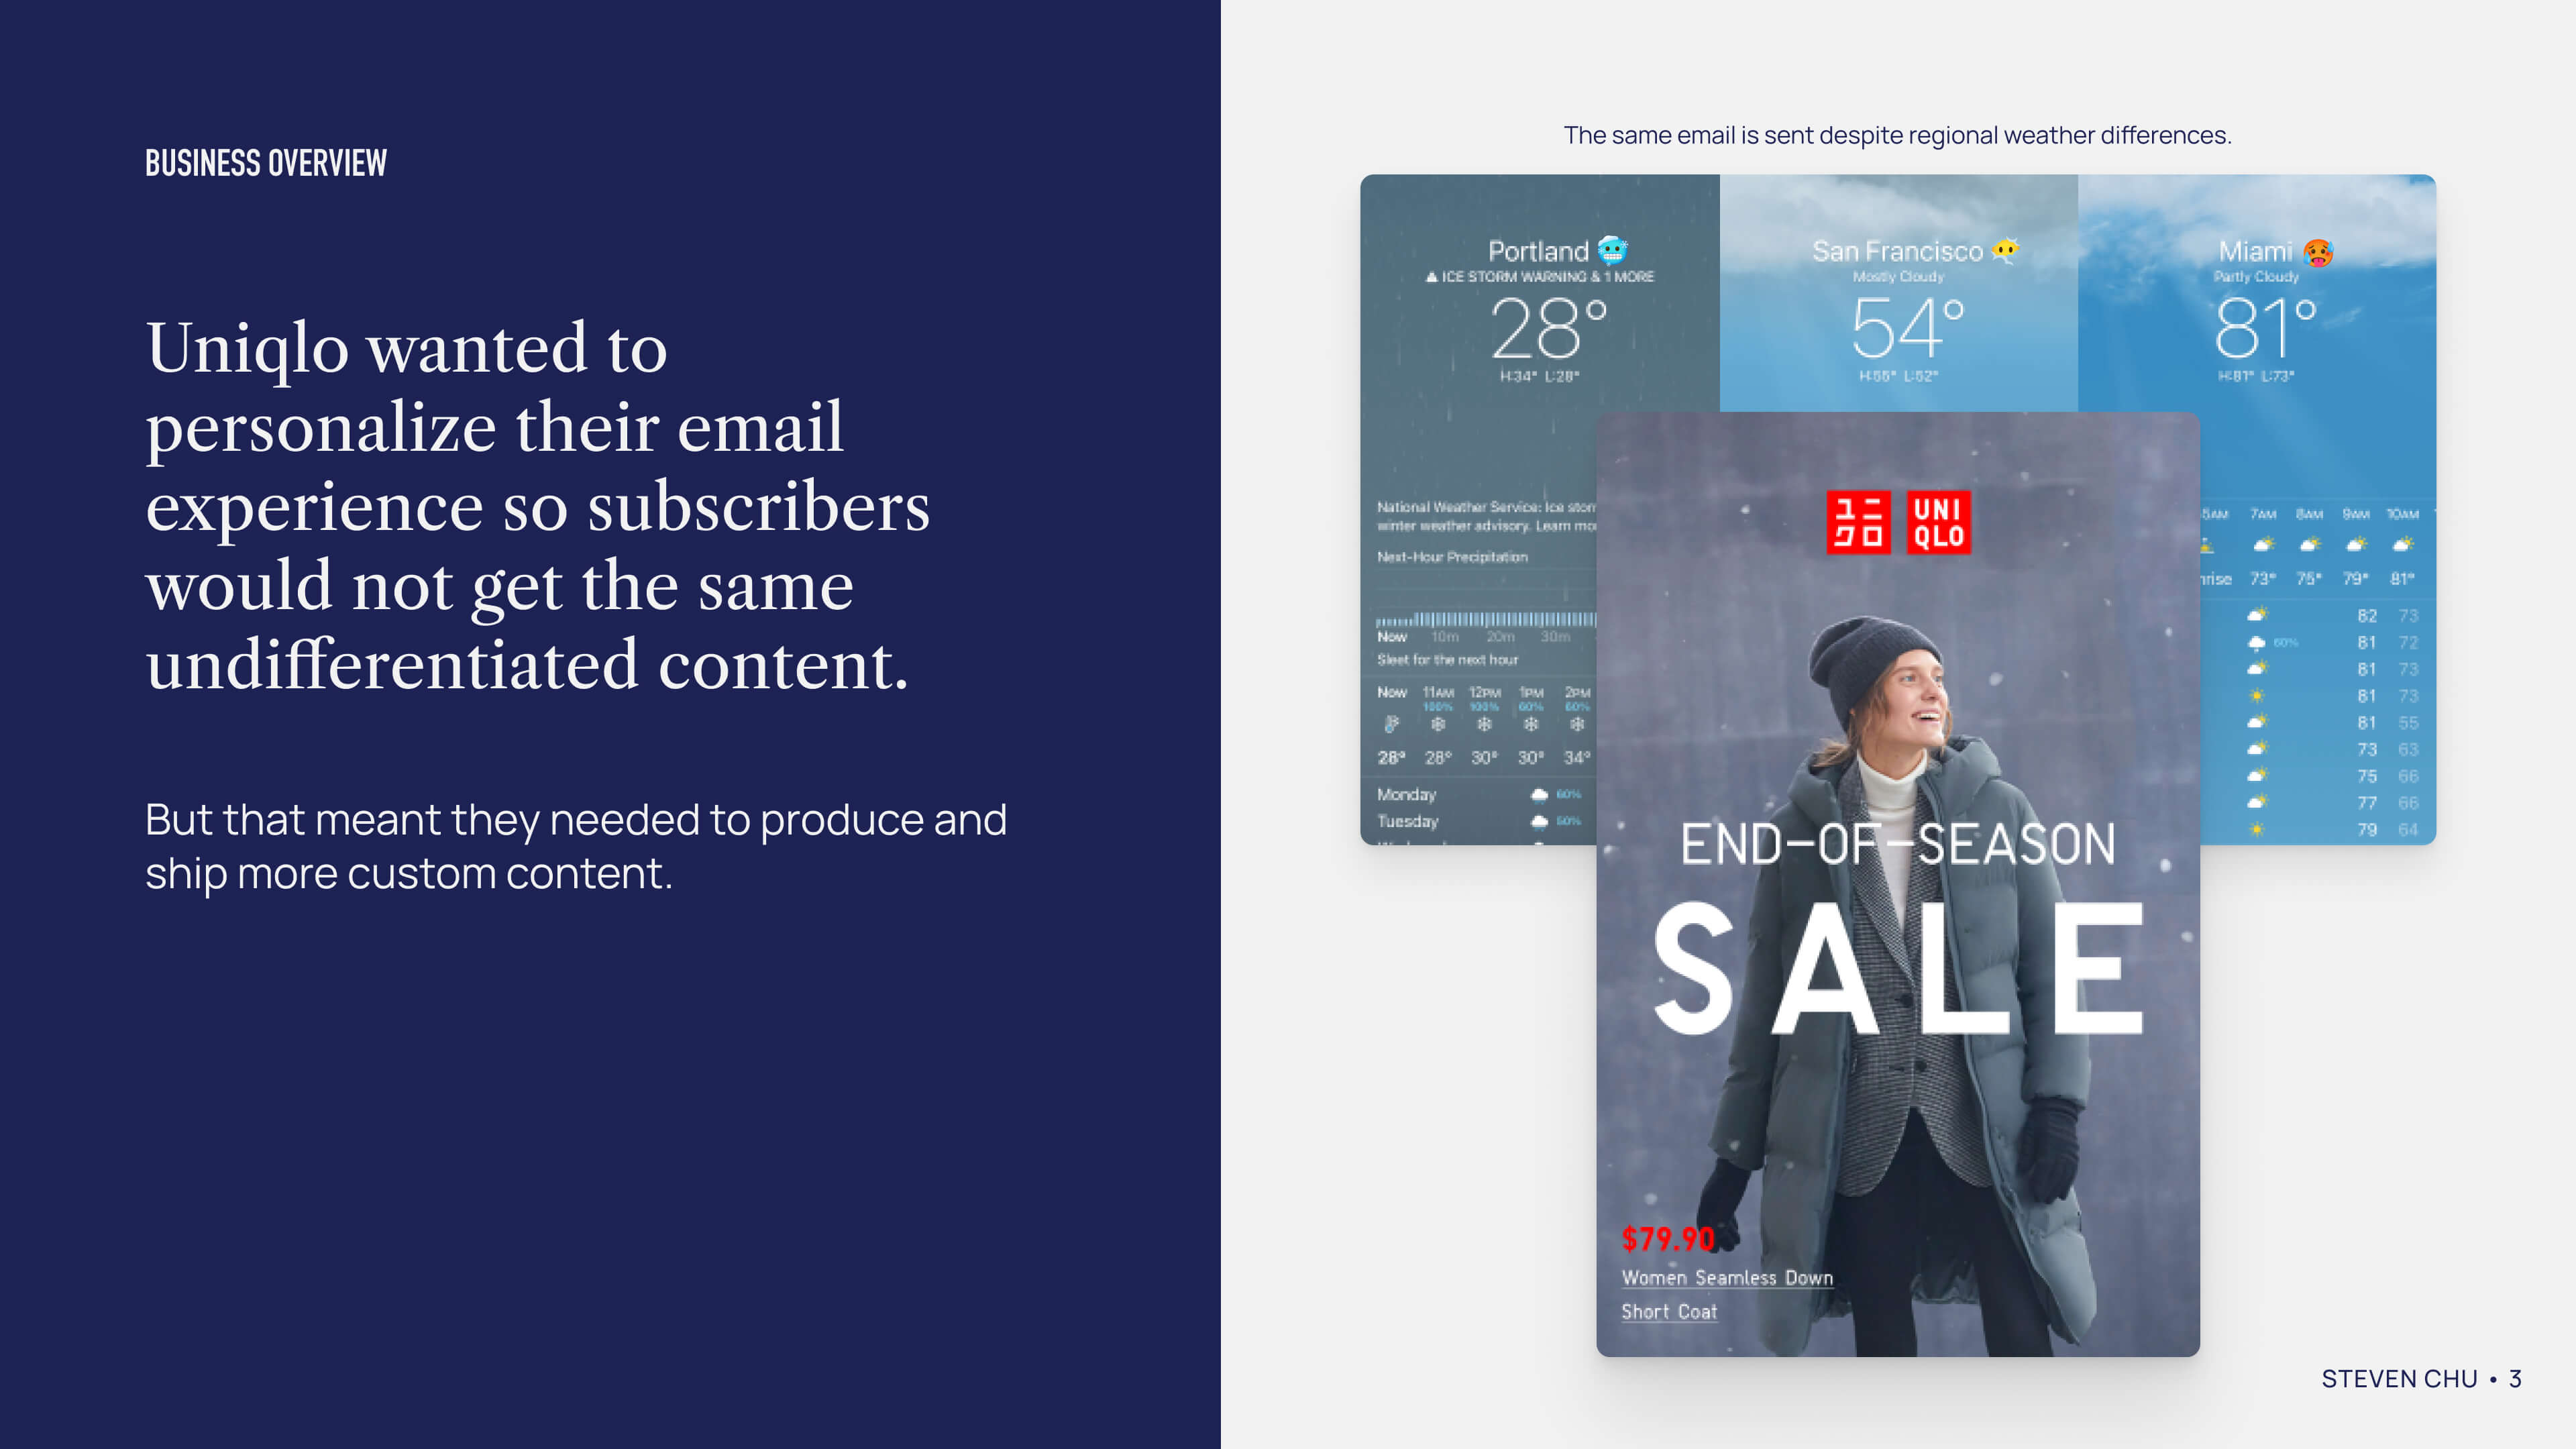 BUSINESS OVERVIEW
Uniqlo wanted to
personalize their email
experience so subscribers
would not get the same
undifferentiated content.
But that meant they needed to produce and
ship more custom content.
The same email is sent despite regional weather differences.
Portland
ICE STORM WARNING & 1 MORE
28°
H:34° L:28°
National Weather Service: Ice
winter weather advisory. Learn
Next-Hour Precipitation
Now 10m 20m 30m
Sleet for the next hour
Now 11AM 12PM 1PM 2PM
100% 100% 60% 60%
28° 28° 30° 30° 34°
Monday 60%
Tuesday 50%
San Francisco
Mostly Cloudy
54°
H:55° L:52°
Miami
Partly Cloudy
81°
H:81° L:73°
7AM 8AM 9AM 10AM
73° 75° 79° 81°
82 73
60% 81 72
81 73
81 73
81 55
73 63
75 66
77 66
79 64
ユニ UNI
クロ QLO
END-OF-SEASON
SALE
$79.90
Women Seamless Down
Short Coat
STEVEN CHU • 3